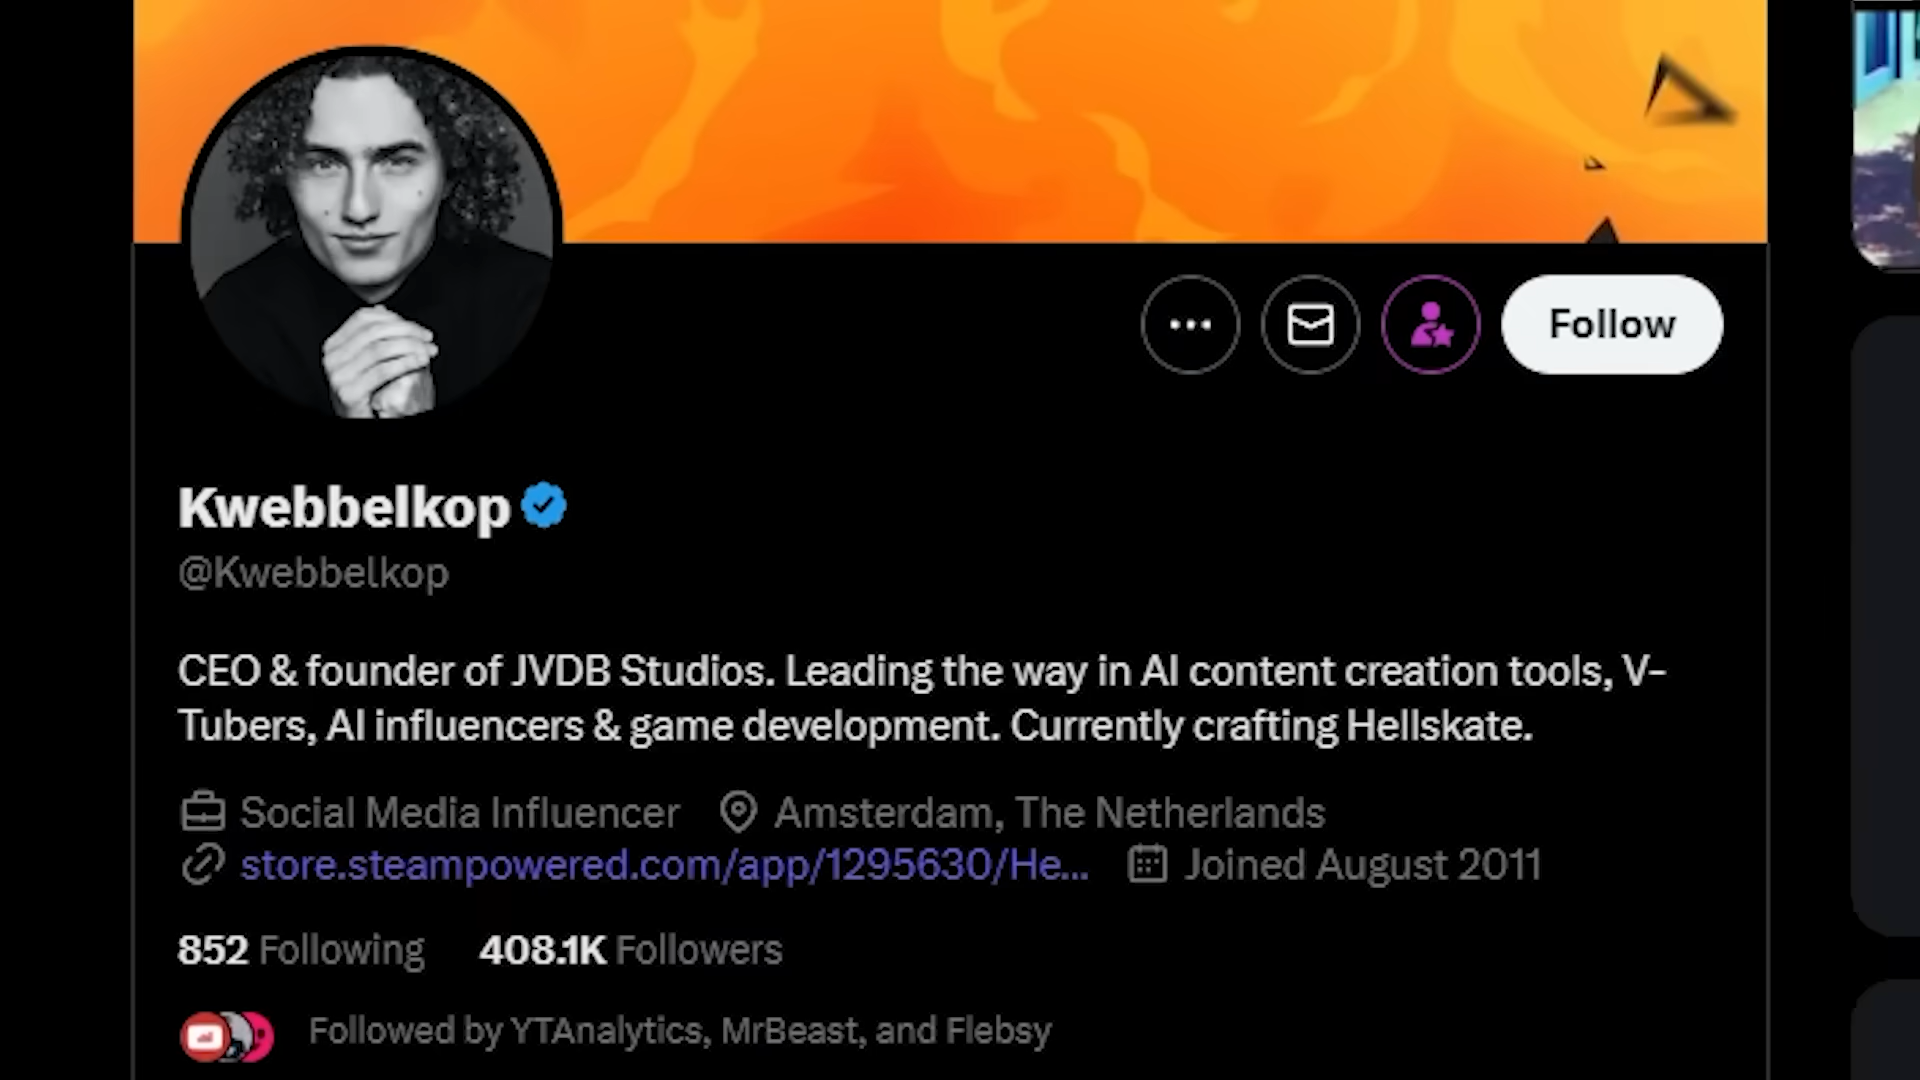 Follow
Kwebbelkop
@Kwebbelkop
CEO & founder of JVDB Studios. Leading the way in AI content creation tools, V-
Tubers, AI influencers & game development. Currently crafting Hellskate.
Social Media Influencer Amsterdam, The Netherlands
store.steampowered.com/app/1295630/He... Joined August 2011
852 Following 408.1K Followers
Followed by YTAnalytics, MrBeast, and Flebsy